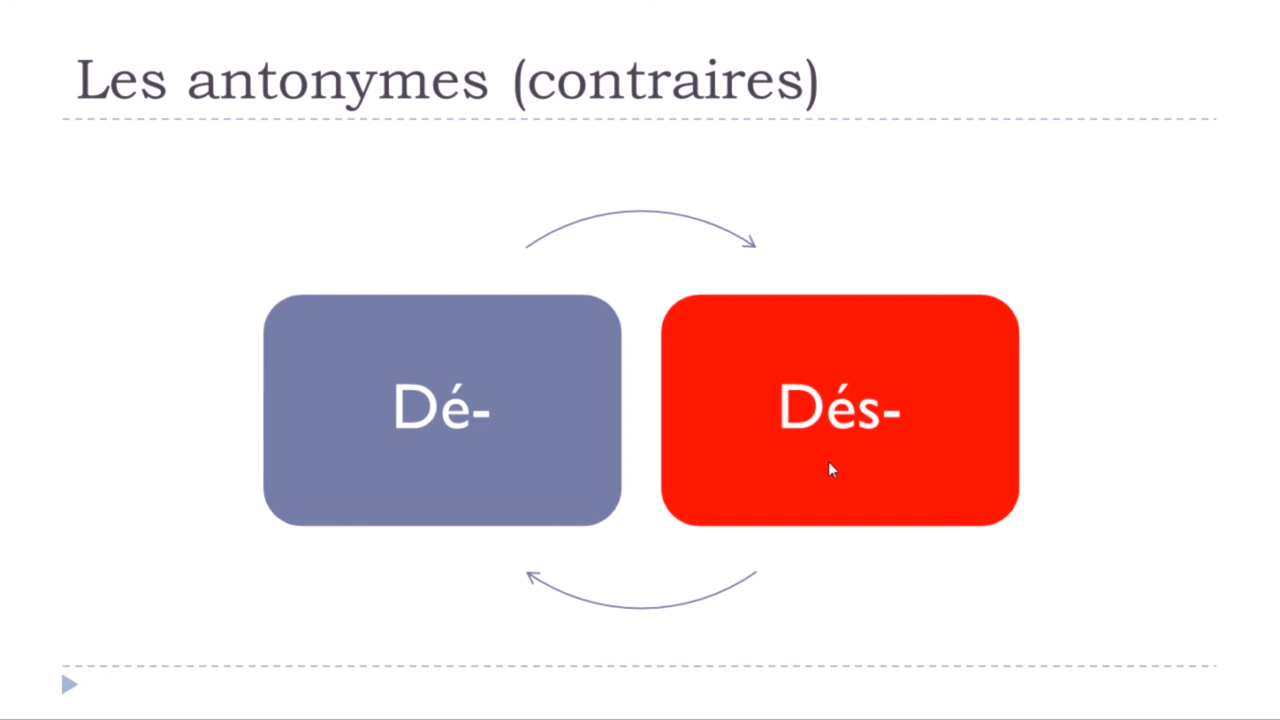 Les antonymes (contraires)
Dé-
Dés-